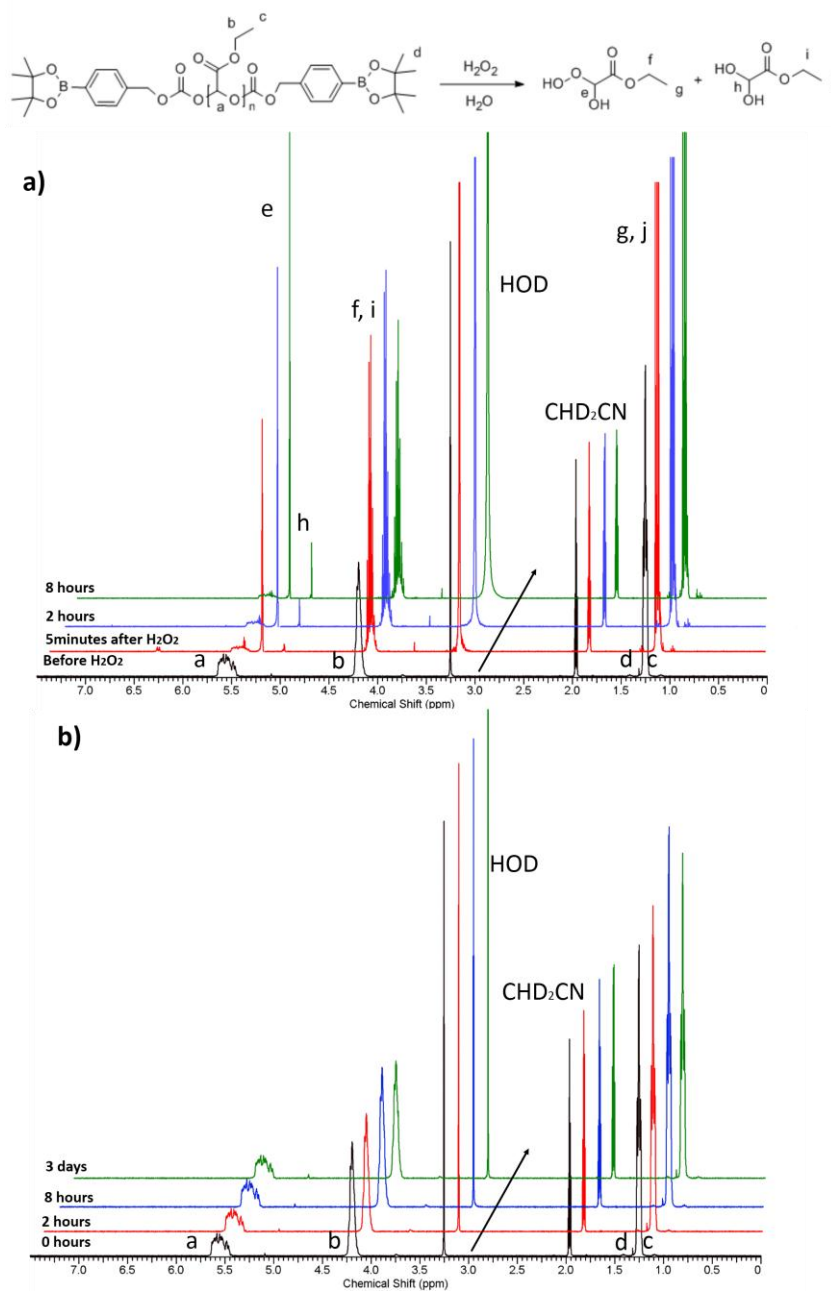 b c
O O O
B O O O O O O B d
a n
H₂O₂
H₂O
O f
HO O O g
e OH
+
O i
HO O
h OH
a)
e
g, j
HOD
f, i
CHD₂CN
h
8 hours
2 hours
5minutes after H₂O₂
Before H₂O₂
a b d c
7.0 6.5 6.0 5.5 5.0 4.5 4.0 3.5 3.0 2.5 2.0 1.5 1.0 0.5 0
Chemical Shift (ppm)
b)
HOD
CHD₂CN
3 days
8 hours
2 hours
0 hours
a b d c
7.0 6.5 6.0 5.5 5.0 4.5 4.0 3.5 3.0 2.5 2.0 1.5 1.0 0.5 0
Chemical Shift (ppm)